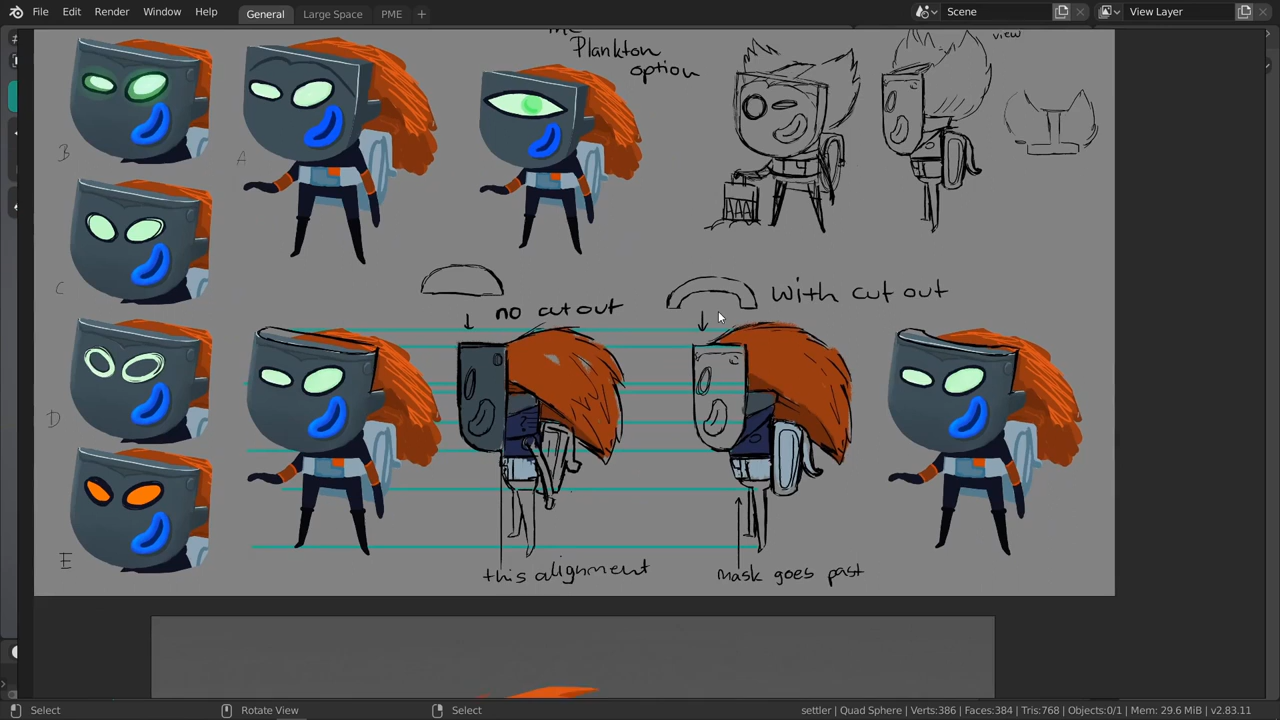 File Edit Render Window Help General Large Space PME + Scene View Layer
Plankton
option
view
B
A
C
no cut out
with cut out
D
E
this alignment
mask goes past
Select Rotate View Select settler | Quad Sphere | Verts:386 | Faces:384 | Tris:768 | Objects:0/1 | Mem: 29.6 MiB | v2.83.11